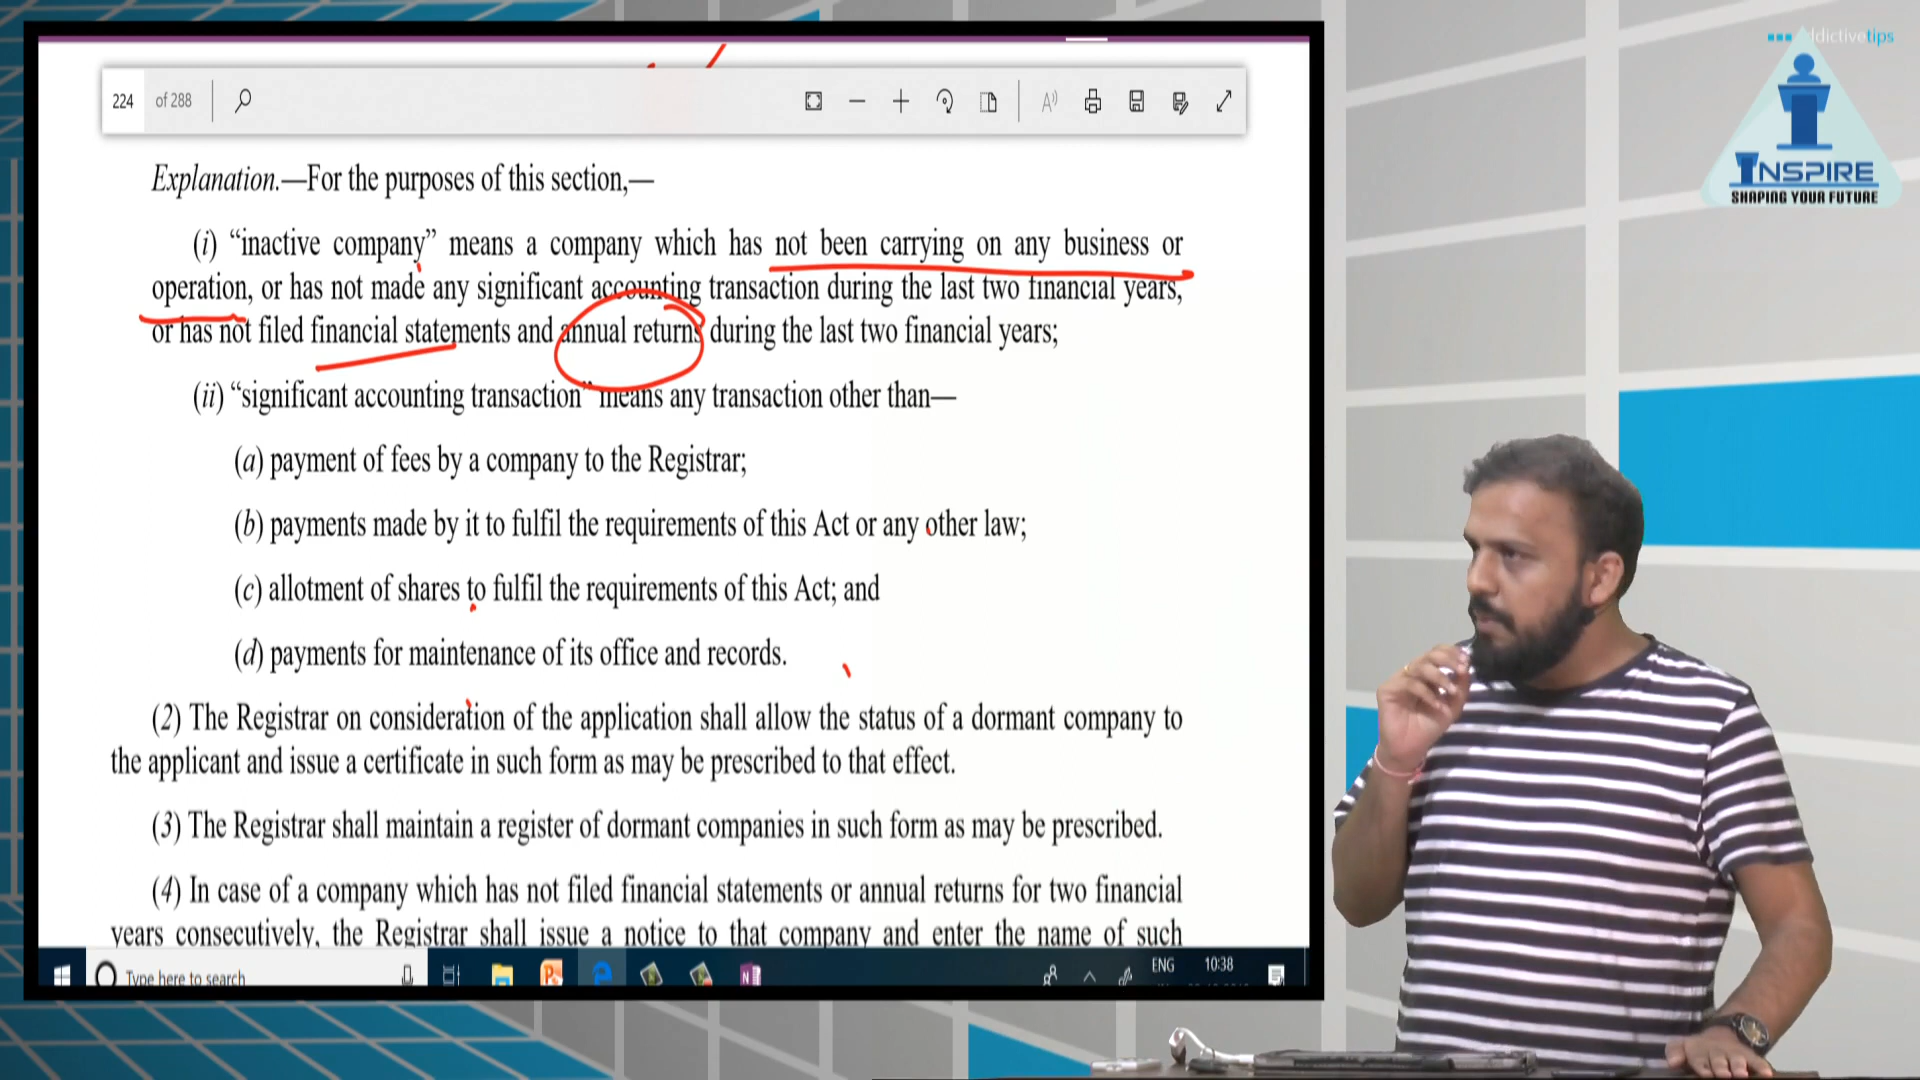 dictivetips
INSPIRE
SHAPING YOUR FUTURE
224 of 288
Explanation.—For the purposes of this section,—
(i) “inactive company” means a company which has not been carrying on any business or
operation, or has not made any significant accounting transaction during the last two financial years,
or has not filed financial statements and annual returns during the last two financial years;
(ii) “significant accounting transaction” means any transaction other than—
(a) payment of fees by a company to the Registrar;
(b) payments made by it to fulfil the requirements of this Act or any other law;
(c) allotment of shares to fulfil the requirements of this Act; and
(d) payments for maintenance of its office and records.
(2) The Registrar on consideration of the application shall allow the status of a dormant company to
the applicant and issue a certificate in such form as may be prescribed to that effect.
(3) The Registrar shall maintain a register of dormant companies in such form as may be prescribed.
(4) In case of a company which has not filed financial statements or annual returns for two financial
years consecutively, the Registrar shall issue a notice to that company and enter the name of such
Type here to search
ENG 10:38